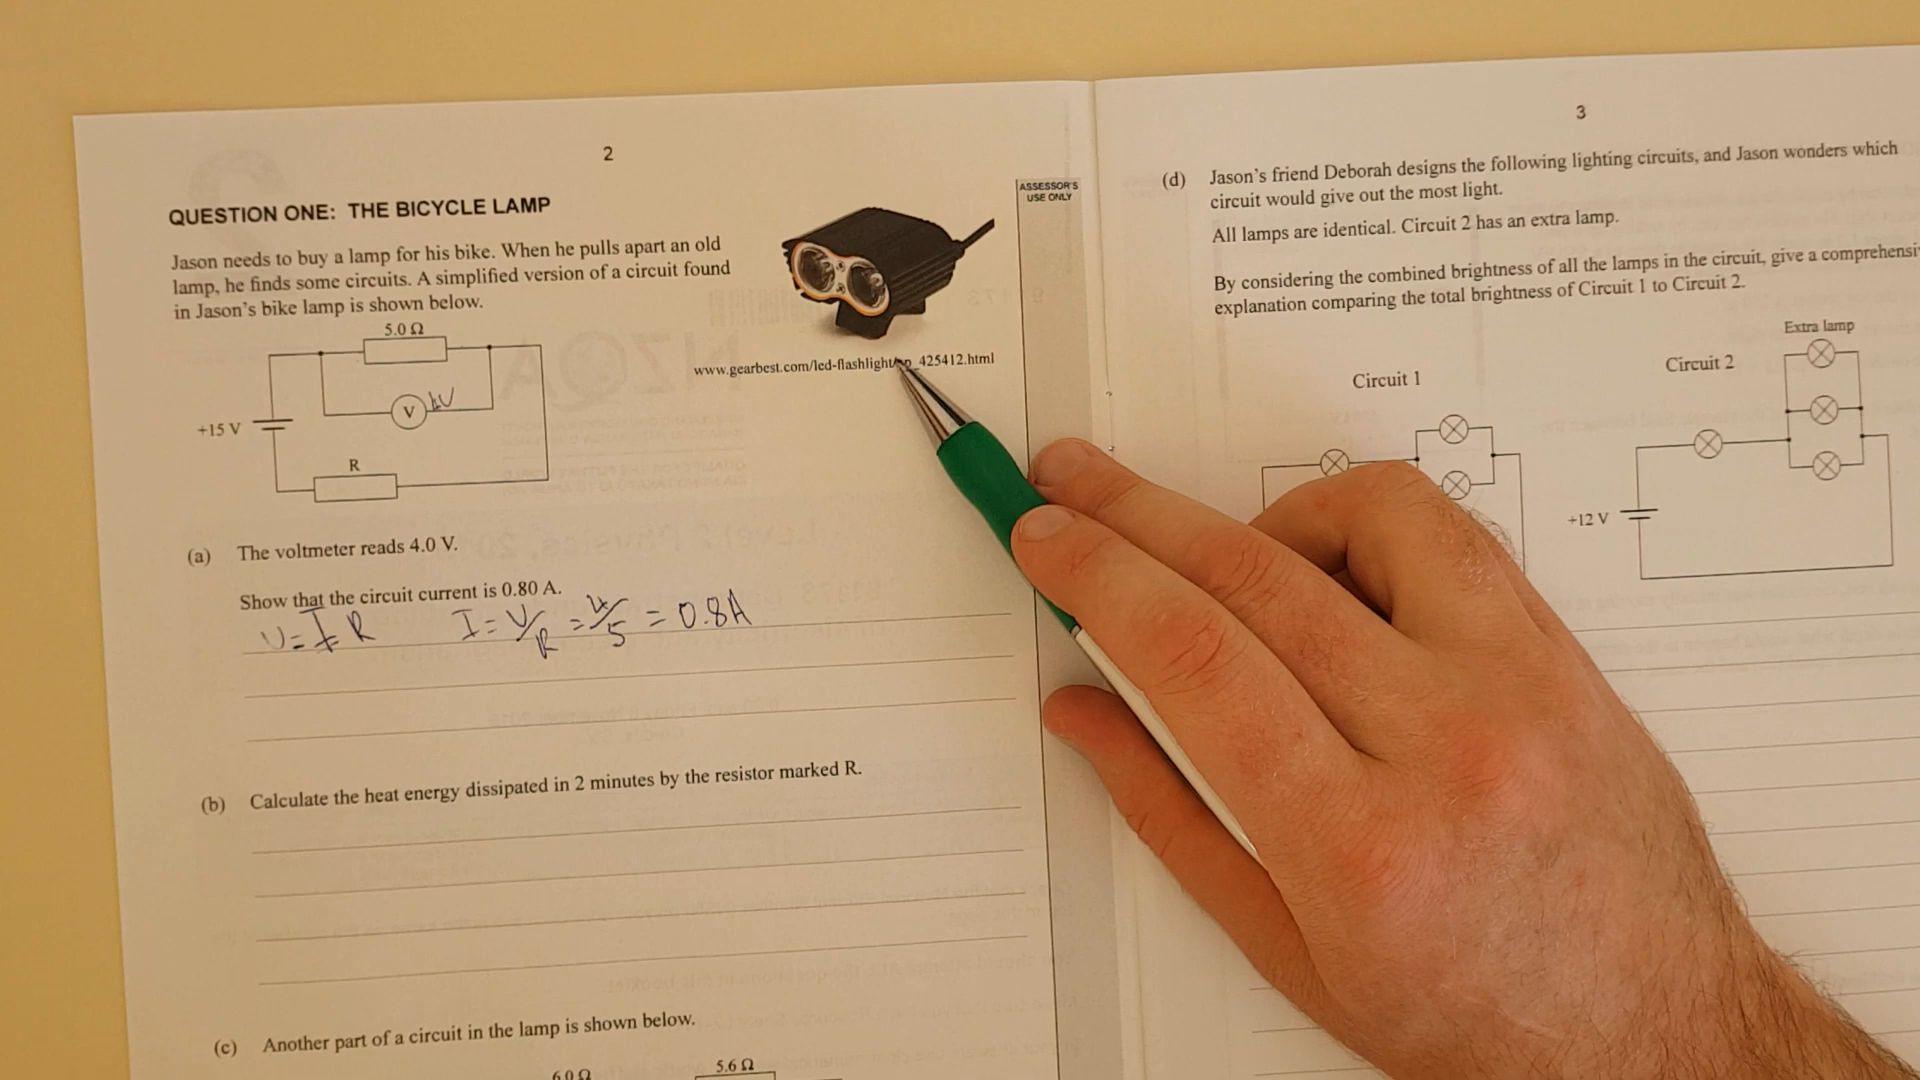 2
QUESTION ONE: THE BICYCLE LAMP
ASSESSOR'S
USE ONLY
Jason needs to buy a lamp for his bike. When he pulls apart an old
lamp, he finds some circuits. A simplified version of a circuit found
in Jason's bike lamp is shown below.
www.gearbest.com/led-flashlight/ 425412.html
5.0 Ω
V
4V
+15 V
R
(a) The voltmeter reads 4.0 V.
Show that the circuit current is 0.80 A.
V=IR I=V/R =4/5 = 0.8A
(b) Calculate the heat energy dissipated in 2 minutes by the resistor marked R.
(c) Another part of a circuit in the lamp is shown below.
6.0 Ω
5.6 Ω
3
(d) Jason's friend Deborah designs the following lighting circuits, and Jason wonders which
circuit would give out the most light.
All lamps are identical. Circuit 2 has an extra lamp.
By considering the combined brightness of all the lamps in the circuit, give a
explanation comparing the total brightness of Circuit 1 to Circuit 2.
Circuit 1
Circuit 2
Extra lamp
+12 V